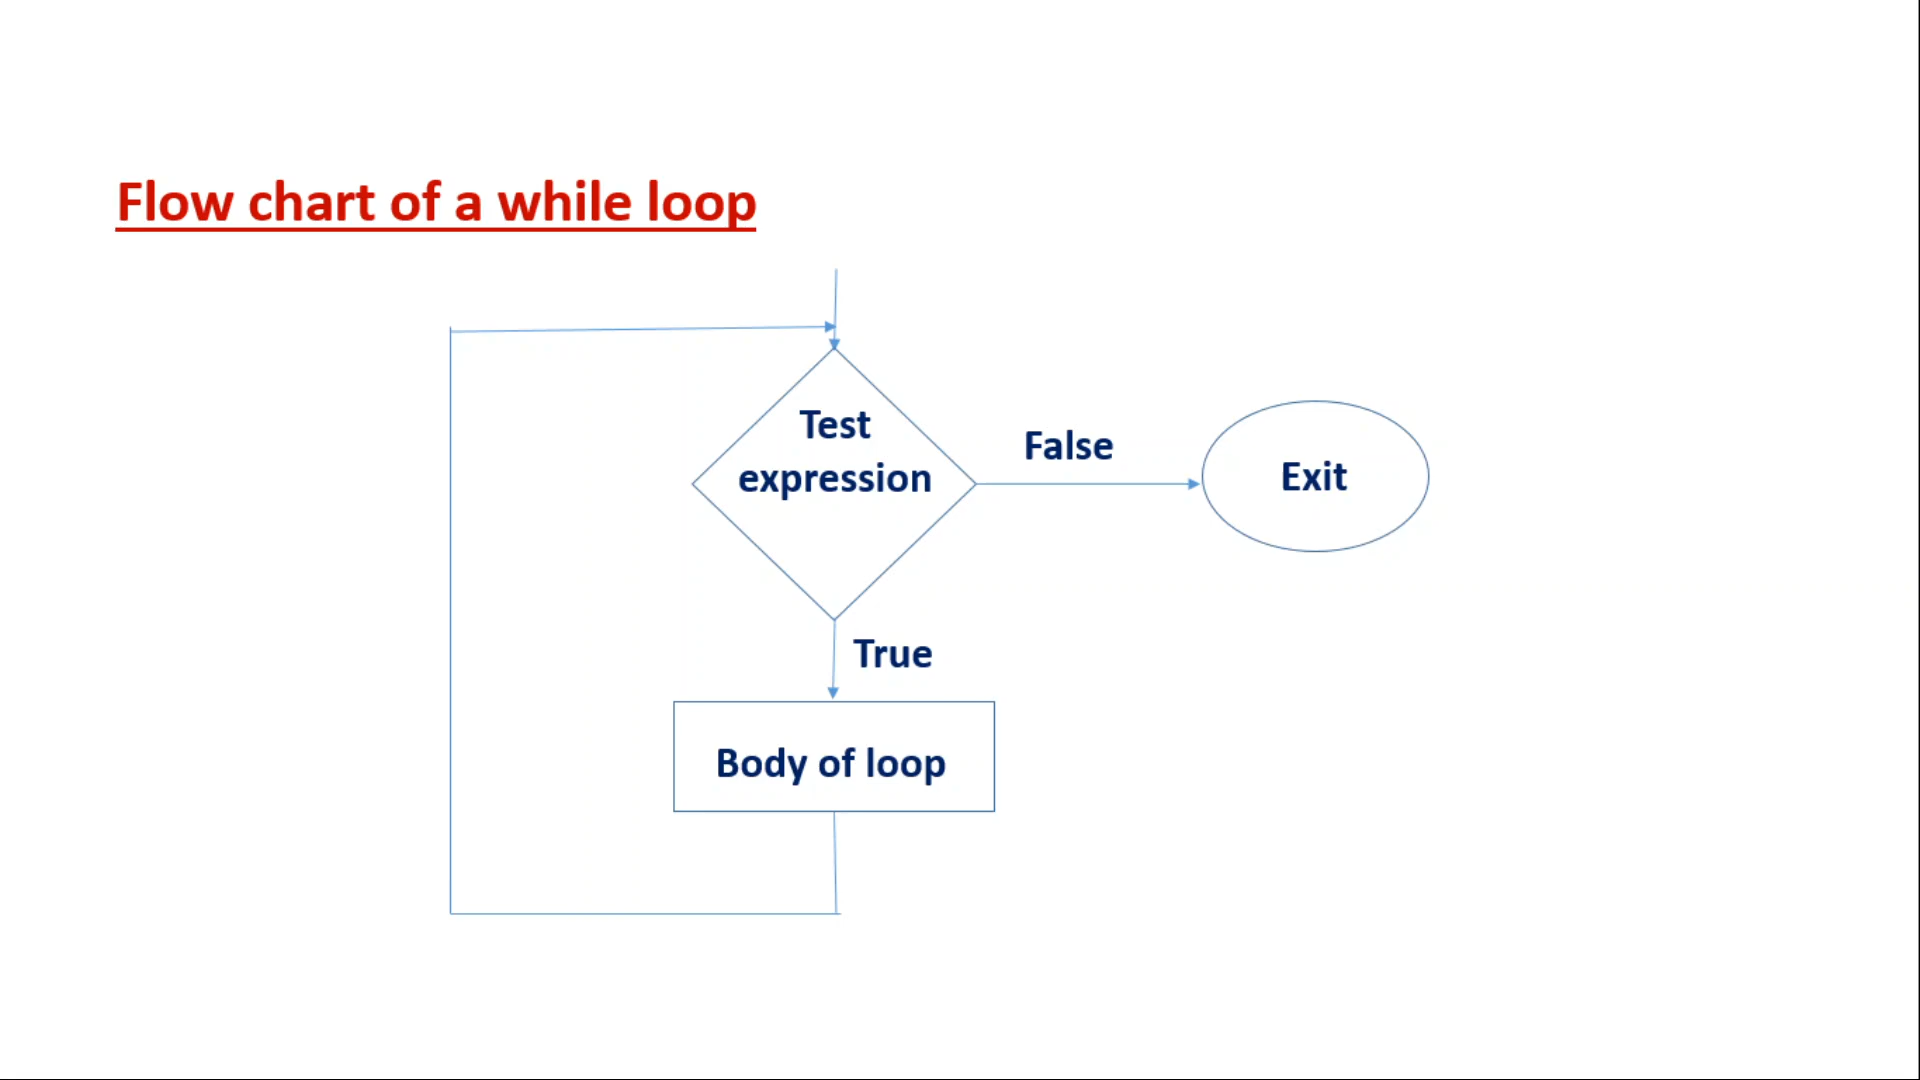 Flow chart of a while loop
Test
expression
False
Exit
True
Body of loop